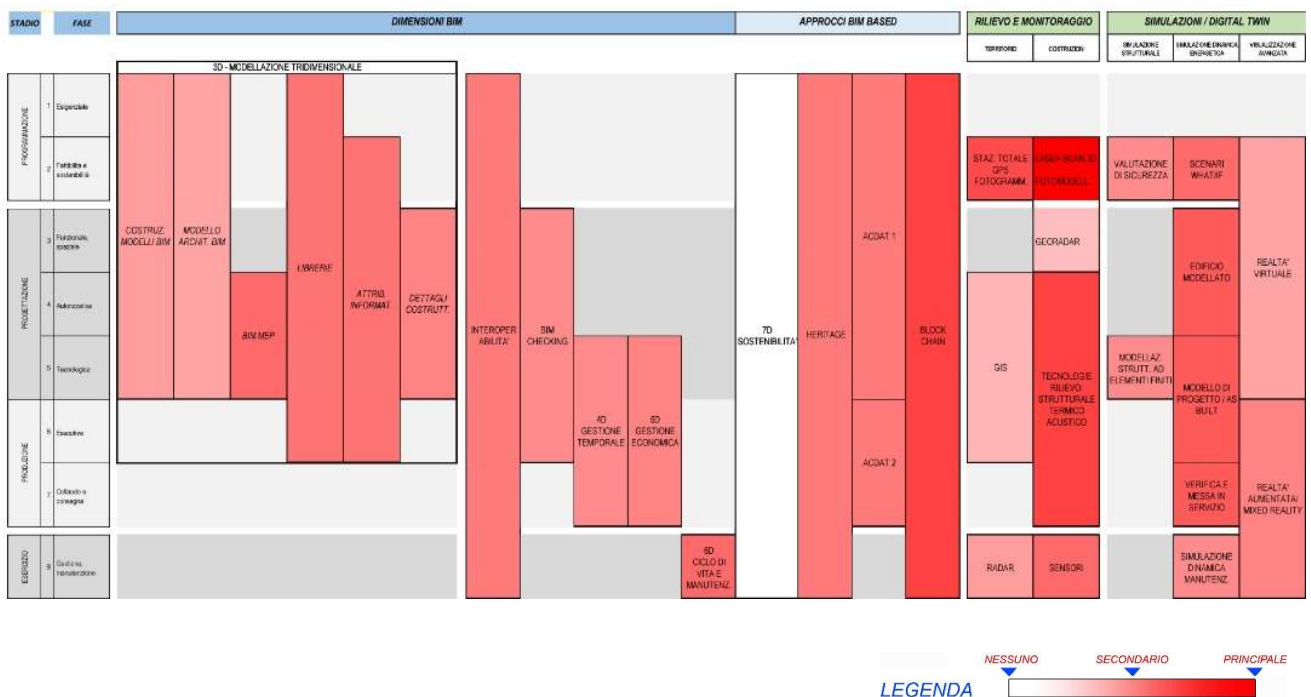 STADIO
FASE
DIMENSIONI BIM
APPROCCI BIM BASED
RILIEVO E MONITORAGGIO
SIMULAZIONI / DIGITAL TWIN
TERRITORIO
COSTRUZIONI
SIMULAZIONE
STRUTTURALE
SIMULAZIONE DINAMICA
ENERGETICA
VISUALIZZAZIONE
AVANZATA
3D - MODELLAZIONE TRIDIMENSIONALE
PROGRAMMAZIONE
1
Esigenziale
2
Fattibilità e
sostenibilità
PROGETTAZIONE
3
Funzionale,
spaziale
4
Autorizzativa
5
Tecnologica
PRODUZIONE
6
Esecutiva
7
Collaudo e
consegna
ESERCIZIO
8
Gestione,
manutenzione
COSTRUZ.
MODELLI BIM
MODELLO
ARCHIT. BIM
BIM MEP
LIBRERIE
ATTRIB.
INFORMAT.
DETTAGLI
COSTRUTT.
INTEROPER
ABILITA'
BIM
CHECKING
4D
GESTIONE
TEMPORALE
5D
GESTIONE
ECONOMICA
6D
CICLO DI
VITA E
MANUTENZ.
7D
SOSTENIBILITA'
HERITAGE
ACDAT 1
ACDAT 2
BLOCK
CHAIN
STAZ. TOTALE
GPS
FOTOGRAMM.
LASER SCAN 3D
FOTOMODELL.
GEORADAR
GIS
TECNOLOGIE
RILIEVO:
STRUTTURALE
TERMICO
ACUSTICO
RADAR
SENSORI
VALUTAZIONE
DI SICUREZZA
MODELLAZ.
STRUTT. AD
ELEMENTI FINITI
SCENARI
WHAT/IF
EDIFICIO
MODELLATO
MODELLO DI
PROGETTO / AS
BUILT
VERIFICA E
MESSA IN
SERVIZIO
SIMULAZIONE
DINAMICA
MANUTENZ.
REALTA'
VIRTUALE
REALTA'
AUMENTATA/
MIXED REALITY
LEGENDA
NESSUNO
SECONDARIO
PRINCIPALE